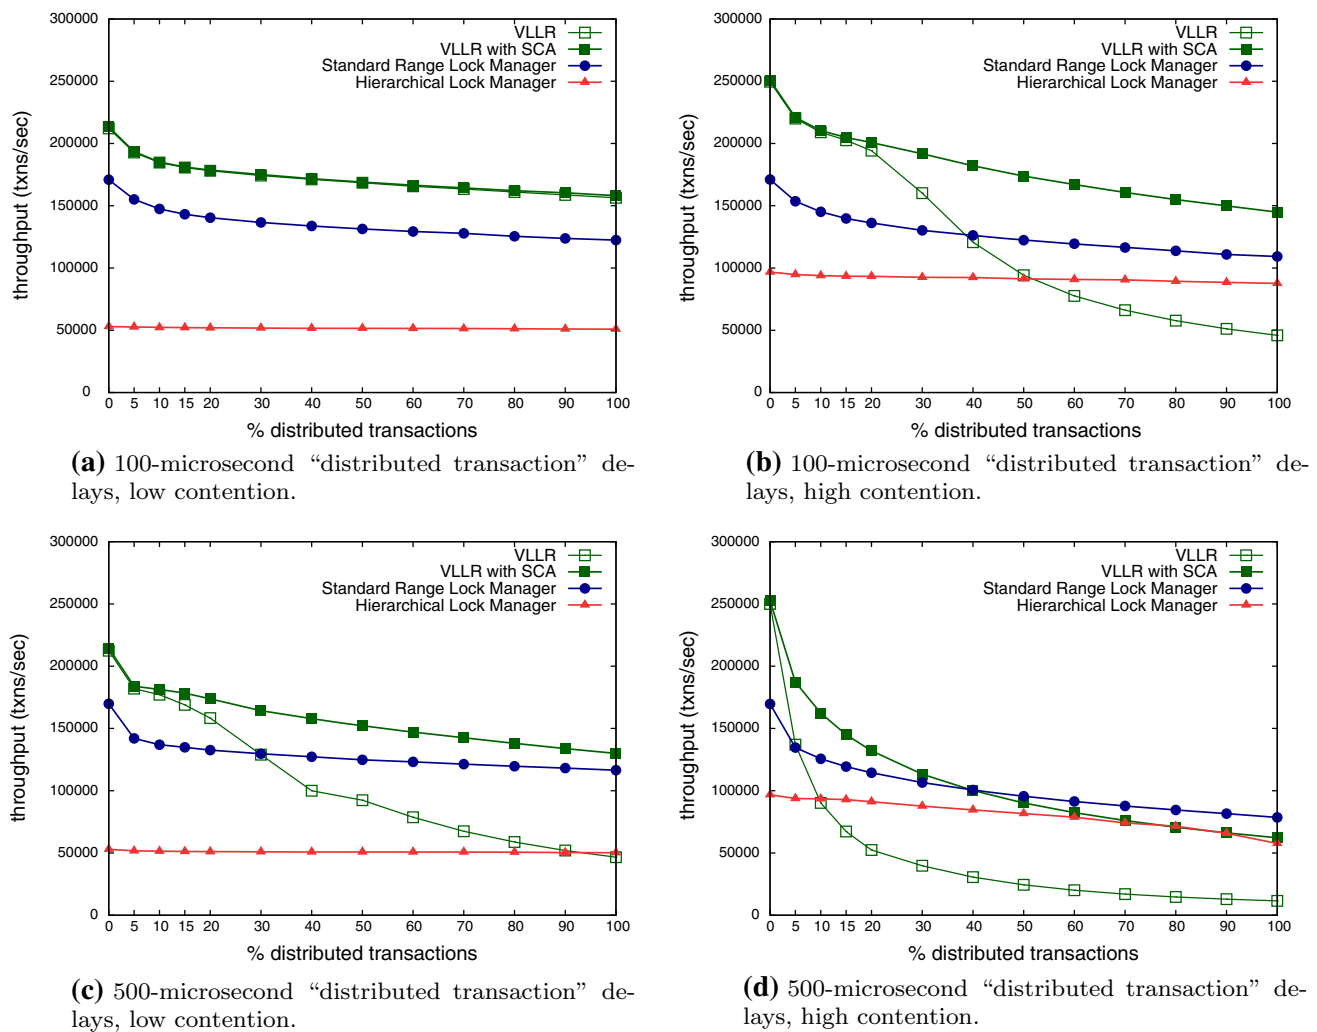 300000
250000
200000
150000
100000
50000
0
throughput (txns/sec)
VLLR
VLLR with SCA
Standard Range Lock Manager
Hierarchical Lock Manager
0 5 10 15 20 30 40 50 60 70 80 90 100
% distributed transactions
(a) 100-microsecond “distributed transaction” de-
lays, low contention.
300000
250000
200000
150000
100000
50000
0
throughput (txns/sec)
VLLR
VLLR with SCA
Standard Range Lock Manager
Hierarchical Lock Manager
0 5 10 15 20 30 40 50 60 70 80 90 100
% distributed transactions
(b) 100-microsecond “distributed transaction” de-
lays, high contention.
300000
250000
200000
150000
100000
50000
0
throughput (txns/sec)
VLLR
VLLR with SCA
Standard Range Lock Manager
Hierarchical Lock Manager
0 5 10 15 20 30 40 50 60 70 80 90 100
% distributed transactions
(c) 500-microsecond “distributed transaction” de-
lays, low contention.
300000
250000
200000
150000
100000
50000
0
throughput (txns/sec)
VLLR
VLLR with SCA
Standard Range Lock Manager
Hierarchical Lock Manager
0 5 10 15 20 30 40 50 60 70 80 90 100
% distributed transactions
(d) 500-microsecond “distributed transaction” de-
lays, high contention.